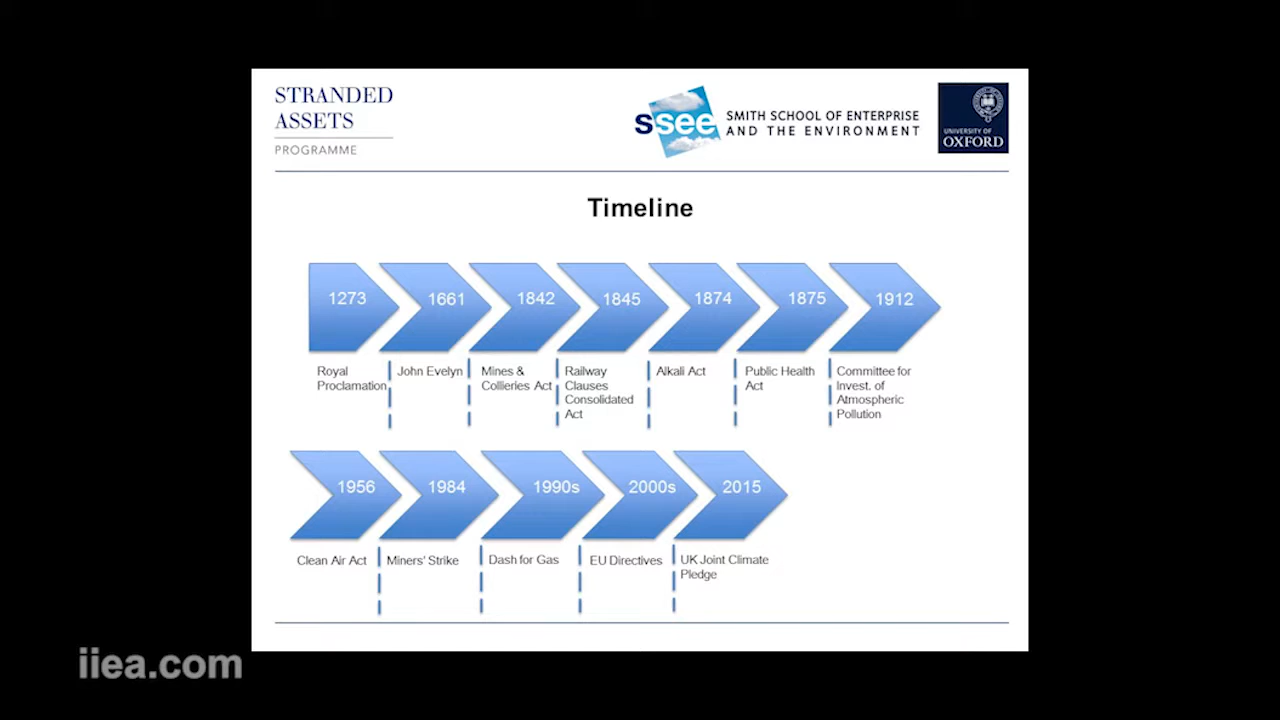 STRANDED
ASSETS
PROGRAMME
ssee
SMITH SCHOOL OF ENTERPRISE
AND THE ENVIRONMENT
UNIVERSITY OF
OXFORD
Timeline
1273
1661
1842
1845
1874
1875
1912
Royal
Proclamation
John Evelyn
Mines &
Collieries Act
Railway
Clauses
Consolidated
Act
Alkali Act
Public Health
Act
Committee for
Invest. of
Atmospheric
Pollution
1956
1984
1990s
2000s
2015
Clean Air Act
Miners' Strike
Dash for Gas
EU Directives
UK Joint Climate
Pledge
iiea.com